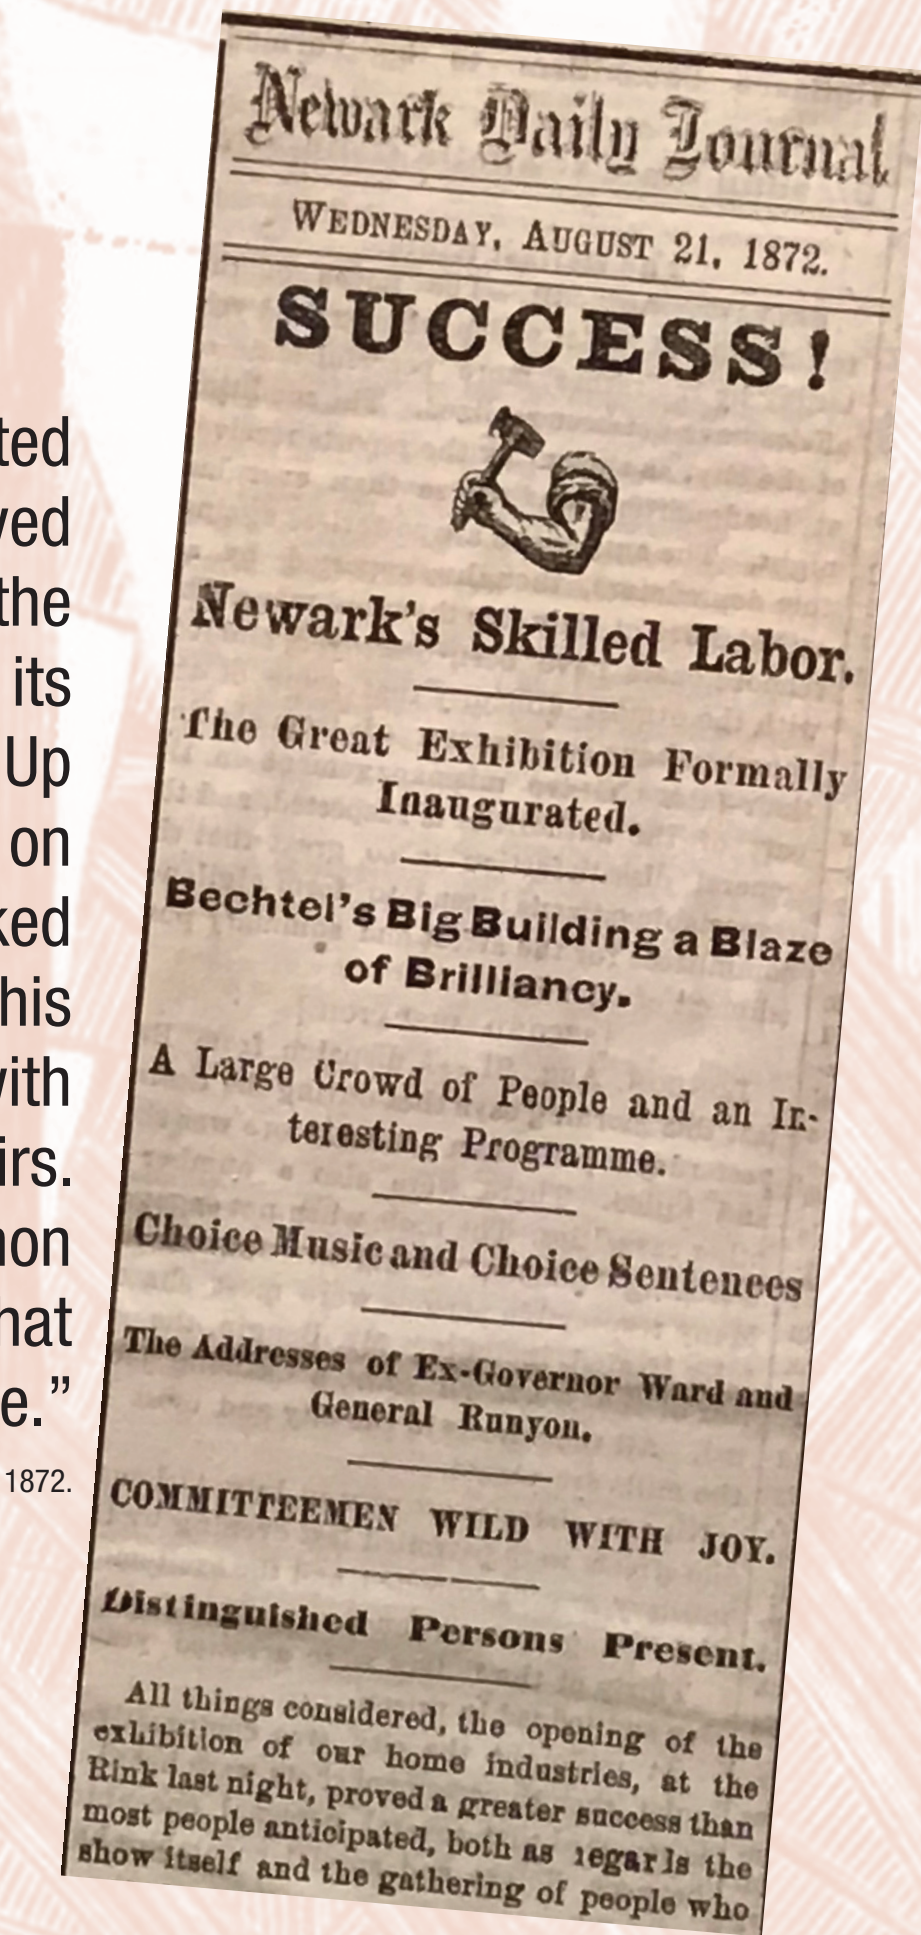 ted
ved
the
its
Up
on
ked
his
with
irs.
non
hat
e.”
1872.
Newark Daily Journal
WEDNESDAY, AUGUST 21, 1872.
SUCCESS!
Newark's Skilled Labor.
The Great Exhibition Formally
Inaugurated.
Bechtel's Big Building a Blaze
of Brilliancy.
A Large Crowd of People and an In-
teresting Programme.
Choice Music and Choice Sentences
The Addresses of Ex-Governor Ward and
General Runyon.
COMMITTEEMEN WILD WITH JOY.
Distinguished Persons Present.
All things considered, the opening of the
exhibition of our home industries, at the
Rink last night, proved a greater success than
most people anticipated, both as regards the
show itself and the gathering of people who